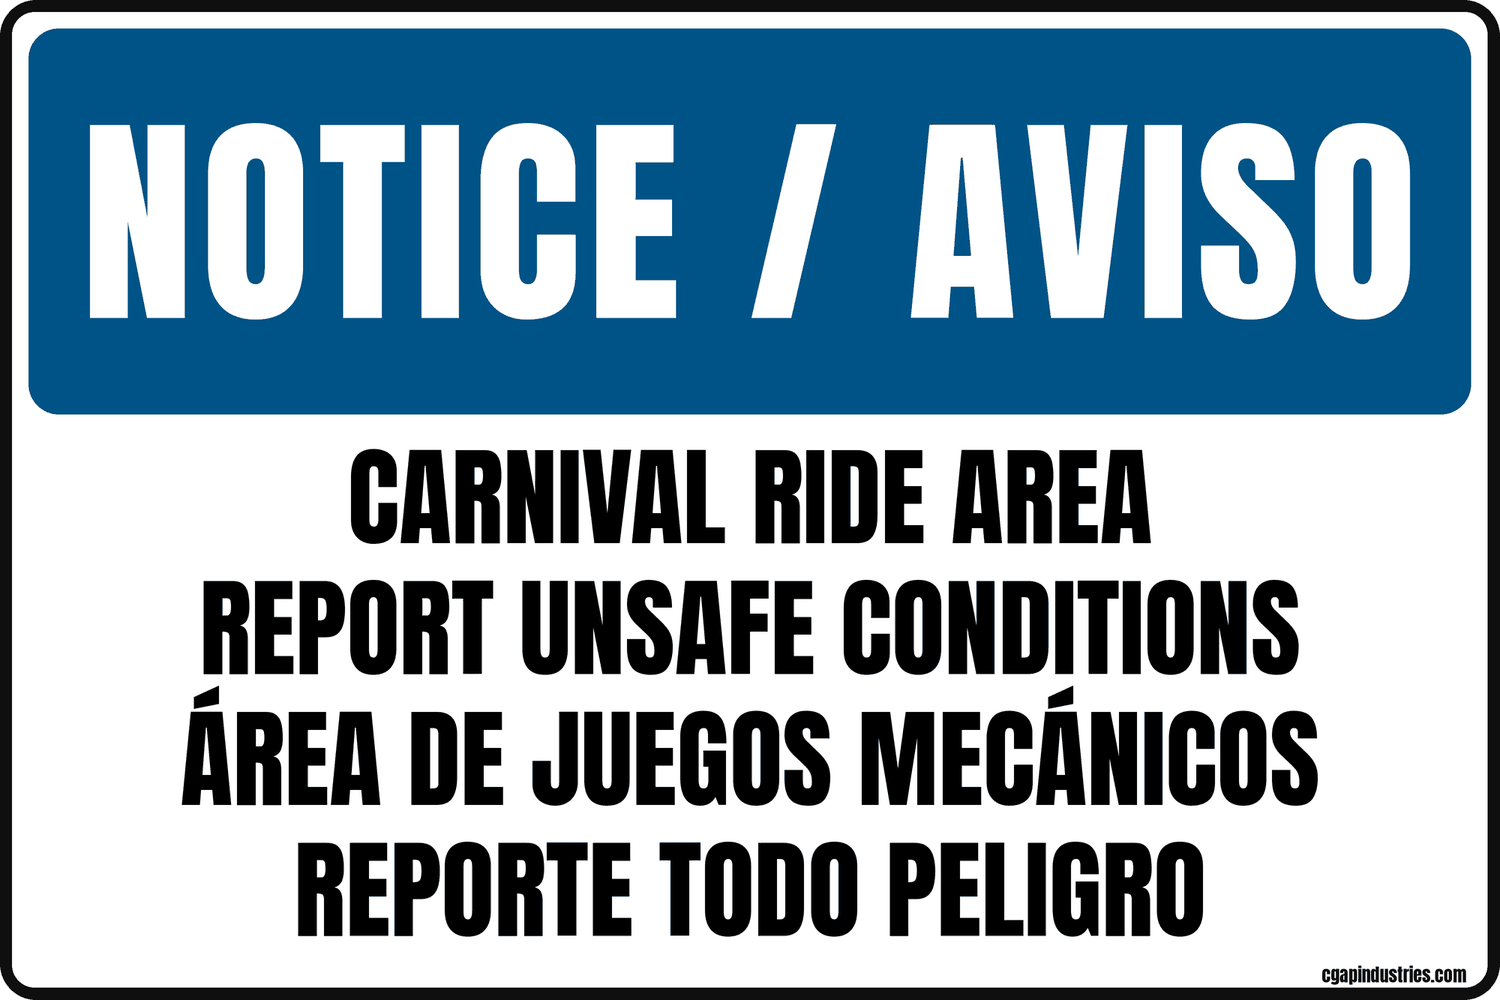 NOTICE / AVISO
CARNIVAL RIDE AREA
REPORT UNSAFE CONDITIONS
ÁREA DE JUEGOS MECÁNICOS
REPORTE TODO PELIGRO
cgapindustries.com